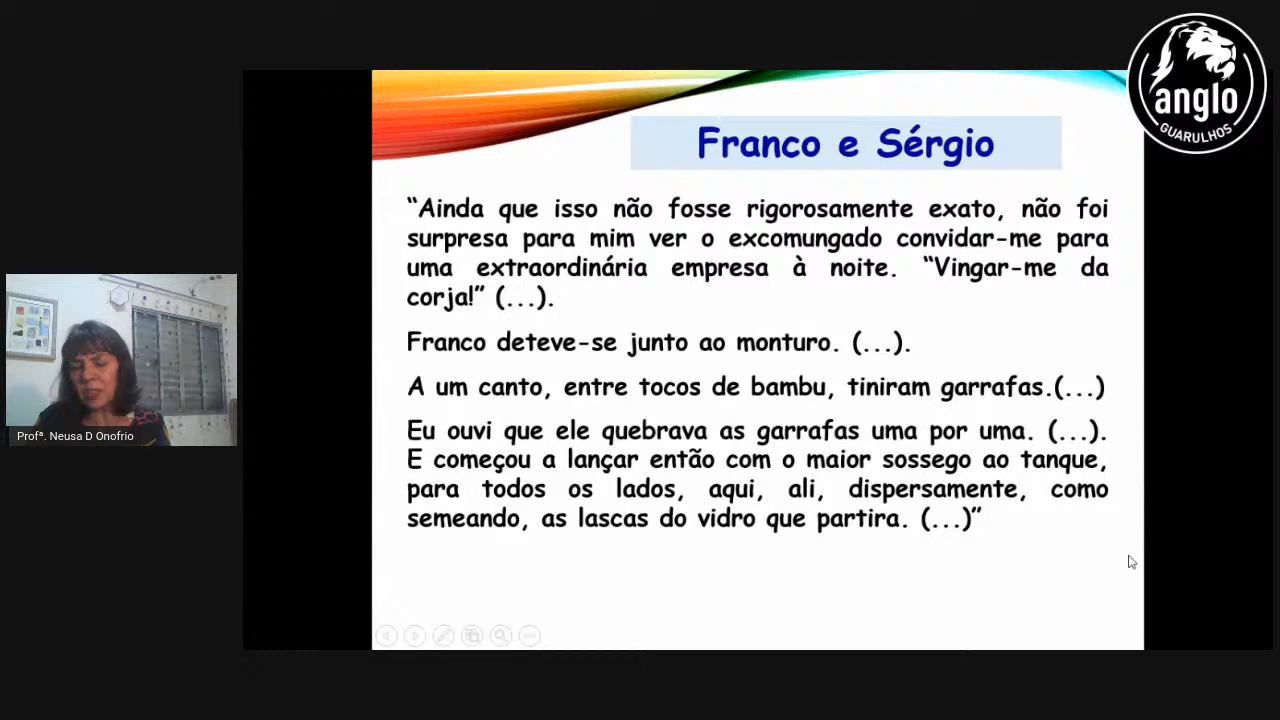 anglo
GUARULHOS
Franco e Sérgio
“Ainda que isso não fosse rigorosamente exato, não foi
surpresa para mim ver o excomungado convidar-me para
uma extraordinária empresa à noite. “Vingar-me da
corja!” (...).
Franco deteve-se junto ao monturo. (...).
A um canto, entre tocos de bambu, tiniram garrafas.(...)
Eu ouvi que ele quebrava as garrafas uma por uma. (...).
E começou a lançar então com o maior sossego ao tanque,
para todos os lados, aqui, ali, dispersamente, como
semeando, as lascas do vidro que partira. (...)”
Profª. Neusa D Onofrio